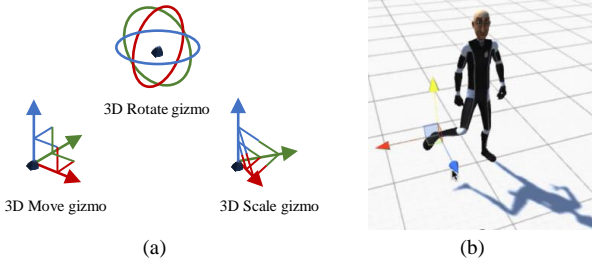 3D Rotate gizmo
3D Move gizmo
3D Scale gizmo
(a)
(b)